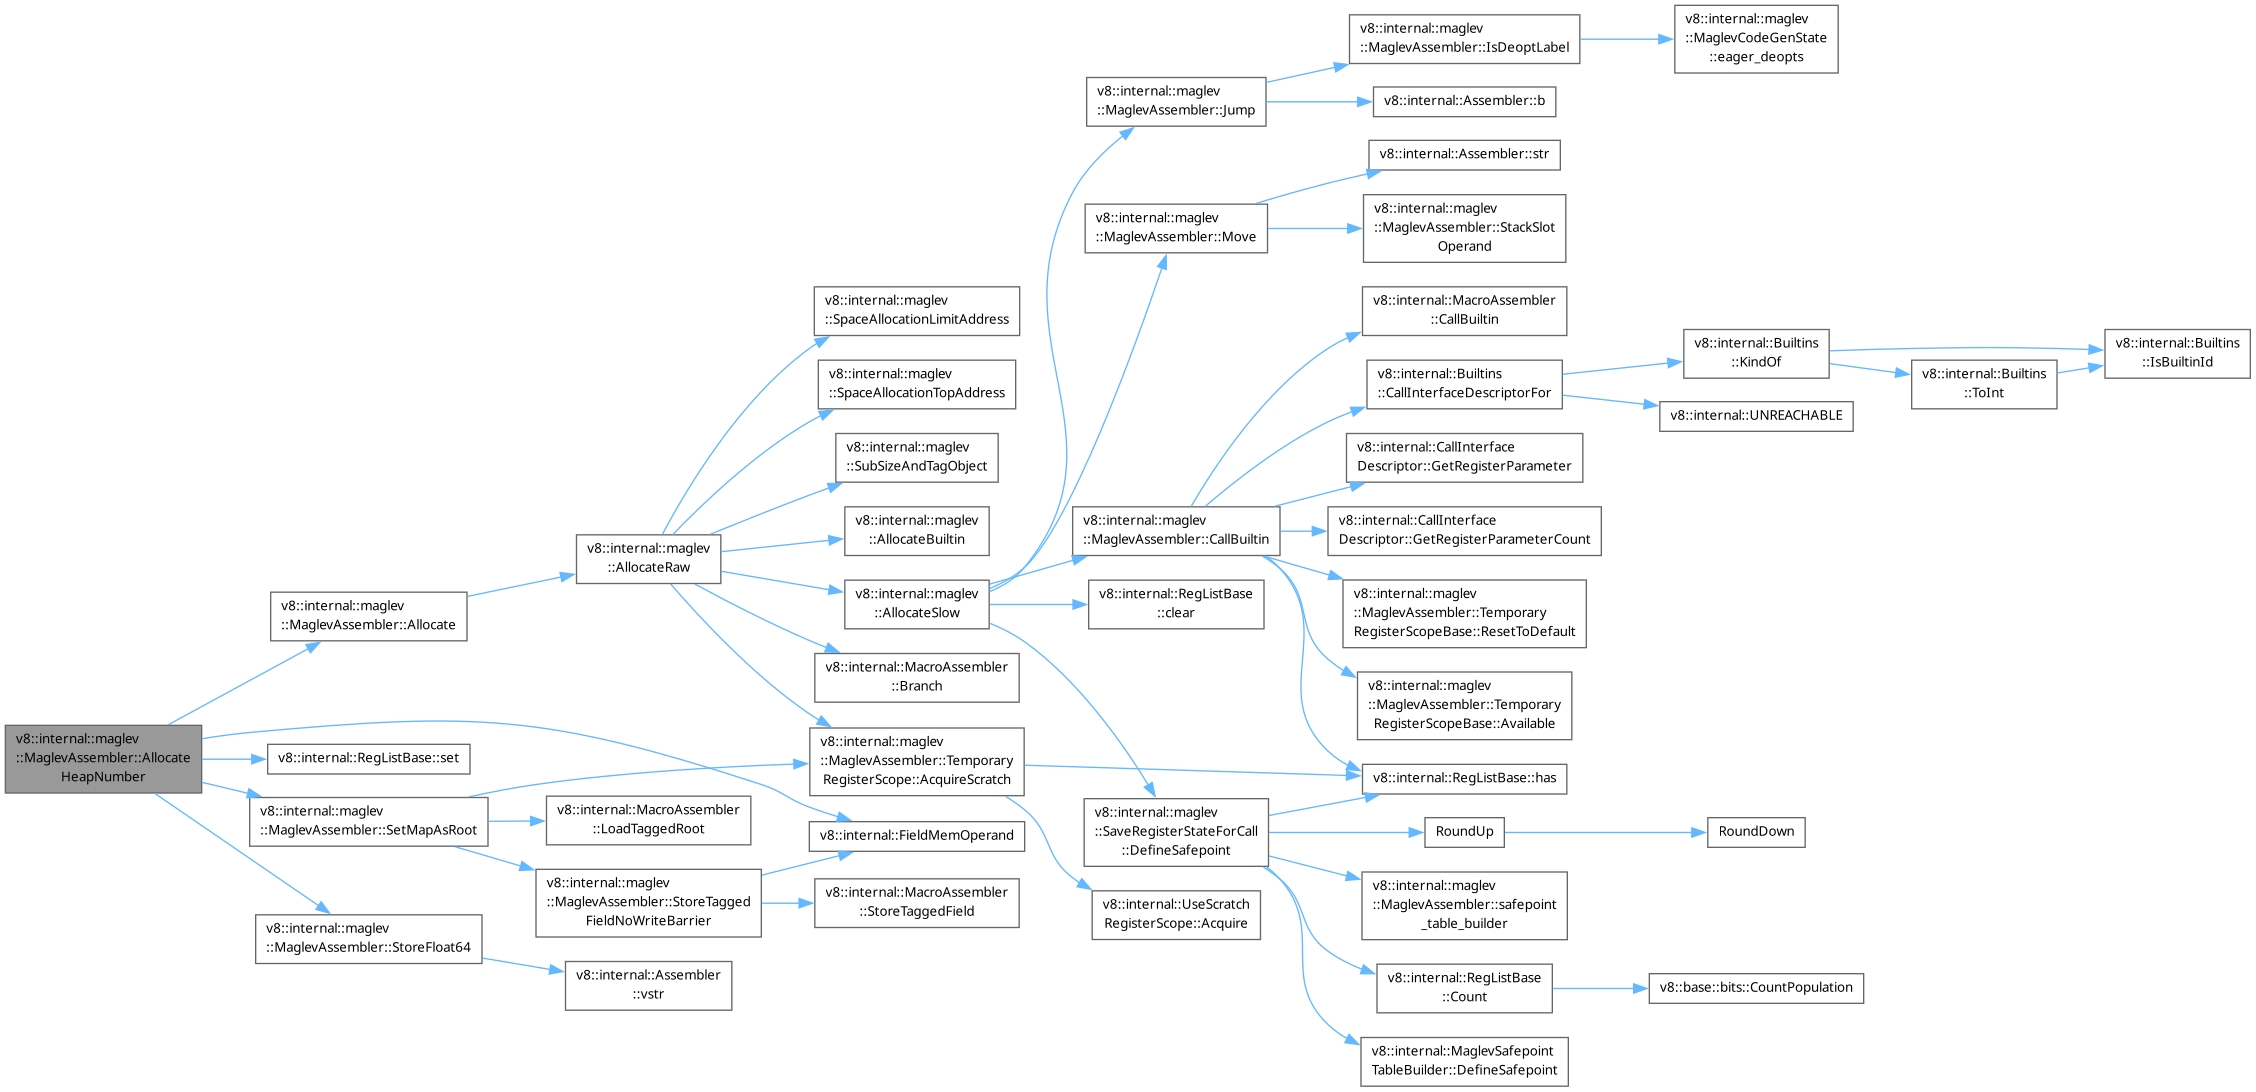 v8::internal::maglev
::MaglevAssembler::Allocate
HeapNumber
v8::internal::maglev
::MaglevAssembler::Allocate
v8::internal::RegListBase::set
v8::internal::maglev
::MaglevAssembler::SetMapAsRoot
v8::internal::maglev
::MaglevAssembler::StoreFloat64
v8::internal::maglev
::AllocateRaw
v8::internal::MacroAssembler
::LoadTaggedRoot
v8::internal::maglev
::MaglevAssembler::StoreTagged
FieldNoWriteBarrier
v8::internal::Assembler
::vstr
v8::internal::maglev
::SpaceAllocationLimitAddress
v8::internal::maglev
::SpaceAllocationTopAddress
v8::internal::maglev
::SubSizeAndTagObject
v8::internal::maglev
::AllocateBuiltin
v8::internal::maglev
::AllocateSlow
v8::internal::MacroAssembler
::Branch
v8::internal::maglev
::MaglevAssembler::Temporary
RegisterScope::AcquireScratch
v8::internal::FieldMemOperand
v8::internal::MacroAssembler
::StoreTaggedField
v8::internal::maglev
::MaglevAssembler::Jump
v8::internal::maglev
::MaglevAssembler::Move
v8::internal::maglev
::MaglevAssembler::CallBuiltin
v8::internal::RegListBase
::clear
v8::internal::maglev
::SaveRegisterStateForCall
::DefineSafepoint
v8::internal::UseScratch
RegisterScope::Acquire
v8::internal::maglev
::MaglevAssembler::IsDeoptLabel
v8::internal::Assembler::b
v8::internal::Assembler::str
v8::internal::maglev
::MaglevAssembler::StackSlot
Operand
v8::internal::MacroAssembler
::CallBuiltin
v8::internal::Builtins
::CallInterfaceDescriptorFor
v8::internal::CallInterface
Descriptor::GetRegisterParameter
v8::internal::CallInterface
Descriptor::GetRegisterParameterCount
v8::internal::maglev
::MaglevAssembler::Temporary
RegisterScopeBase::ResetToDefault
v8::internal::maglev
::MaglevAssembler::Temporary
RegisterScopeBase::Available
v8::internal::RegListBase::has
RoundUp
v8::internal::maglev
::MaglevAssembler::safepoint
_table_builder
v8::internal::RegListBase
::Count
v8::internal::MaglevSafepoint
TableBuilder::DefineSafepoint
v8::internal::maglev
::MaglevCodeGenState
::eager_deopts
v8::internal::Builtins
::KindOf
v8::internal::UNREACHABLE
RoundDown
v8::base::bits::CountPopulation
v8::internal::Builtins
::ToInt
v8::internal::Builtins
::IsBuiltinId